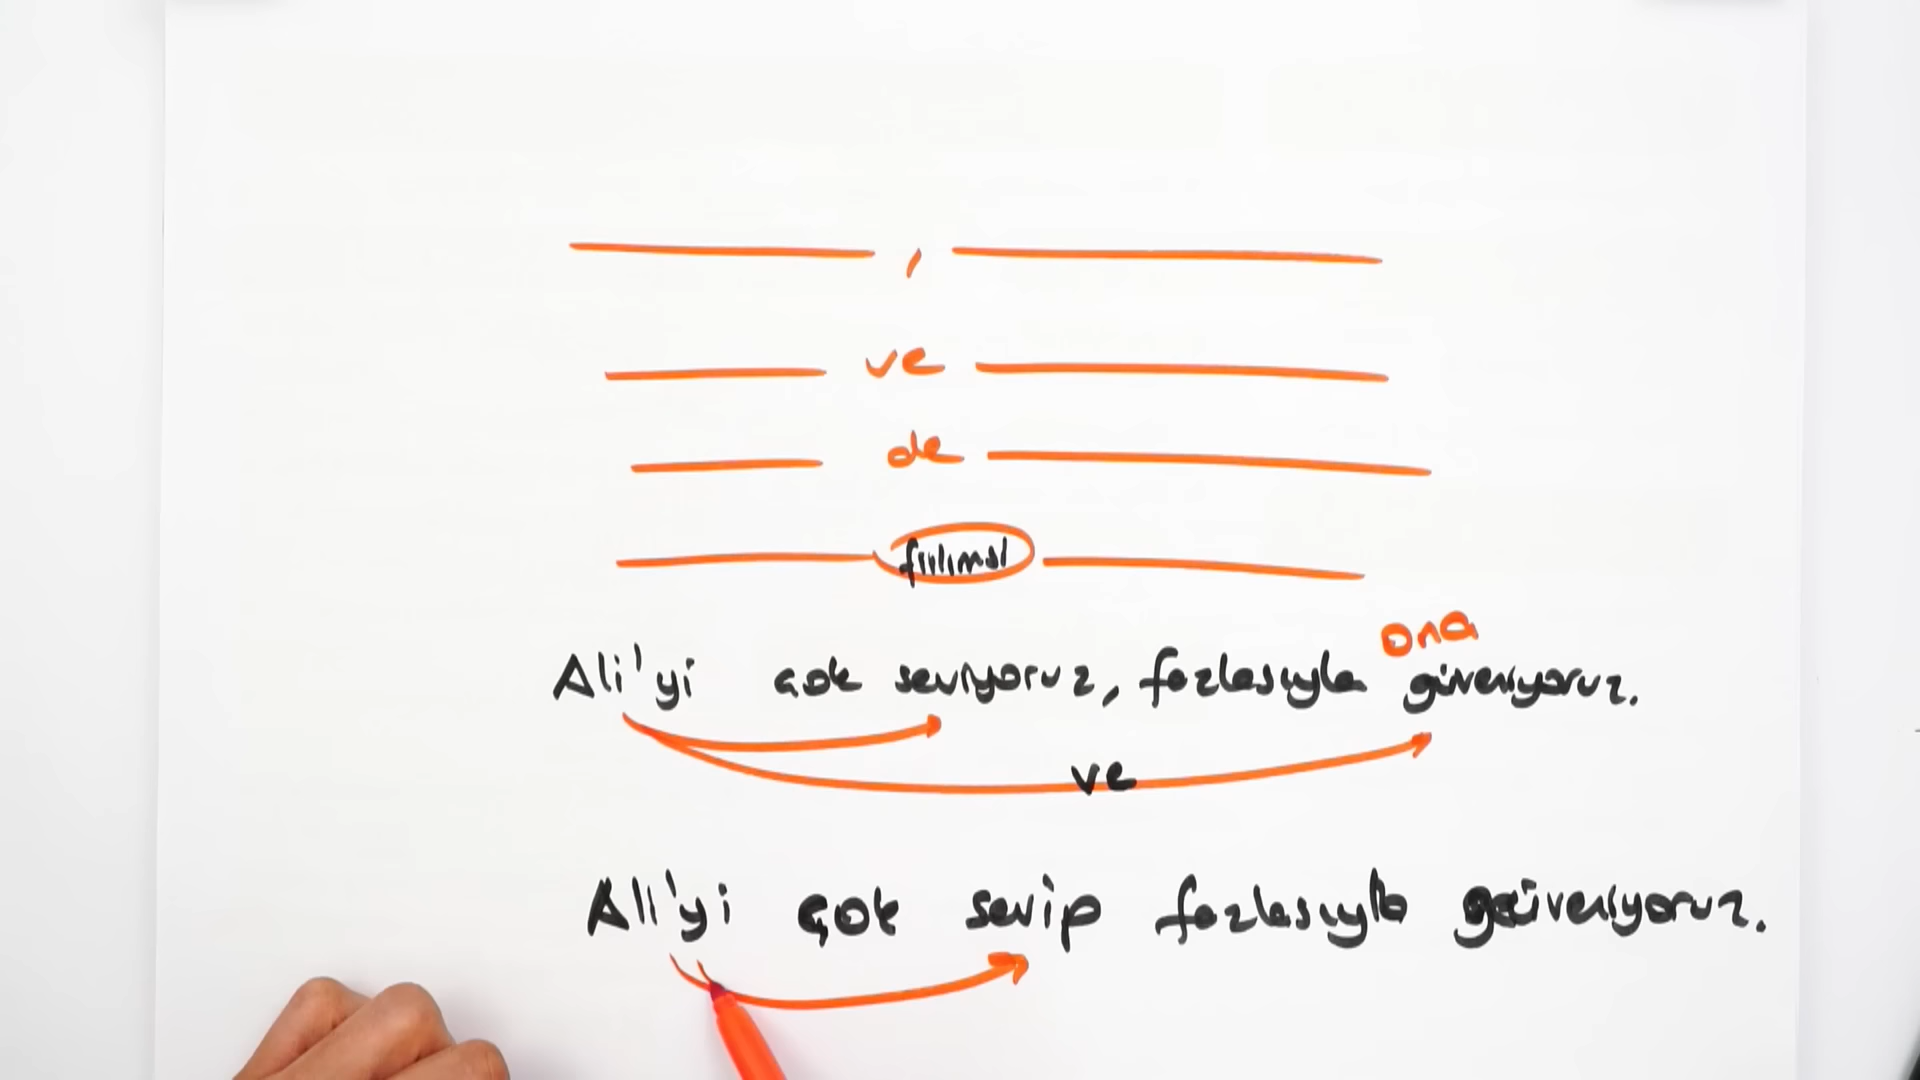 ,
ve
de
fiilimsi
ona
Ali'yi çok seviyoruz, fazlasıyla güveniyoruz.
ve
Ali'yi çok sevip fazlasıyla güveniyoruz.